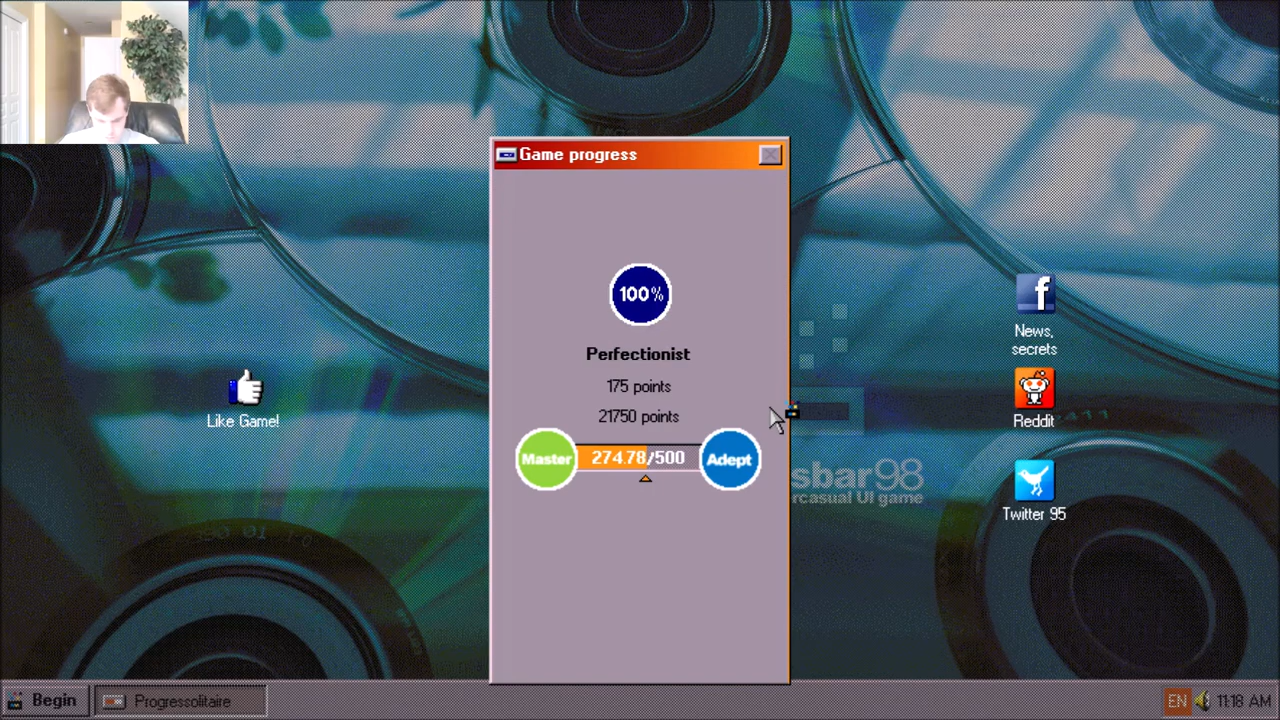 Game progress
100%
Perfectionist
175 points
21750 points
Master
274.78/500
Adept
Like Game!
News,
secrets
Reddit
Twitter 95
sbar98
rcasual UI game
Begin
Progressolitaire
EN
11:18 AM